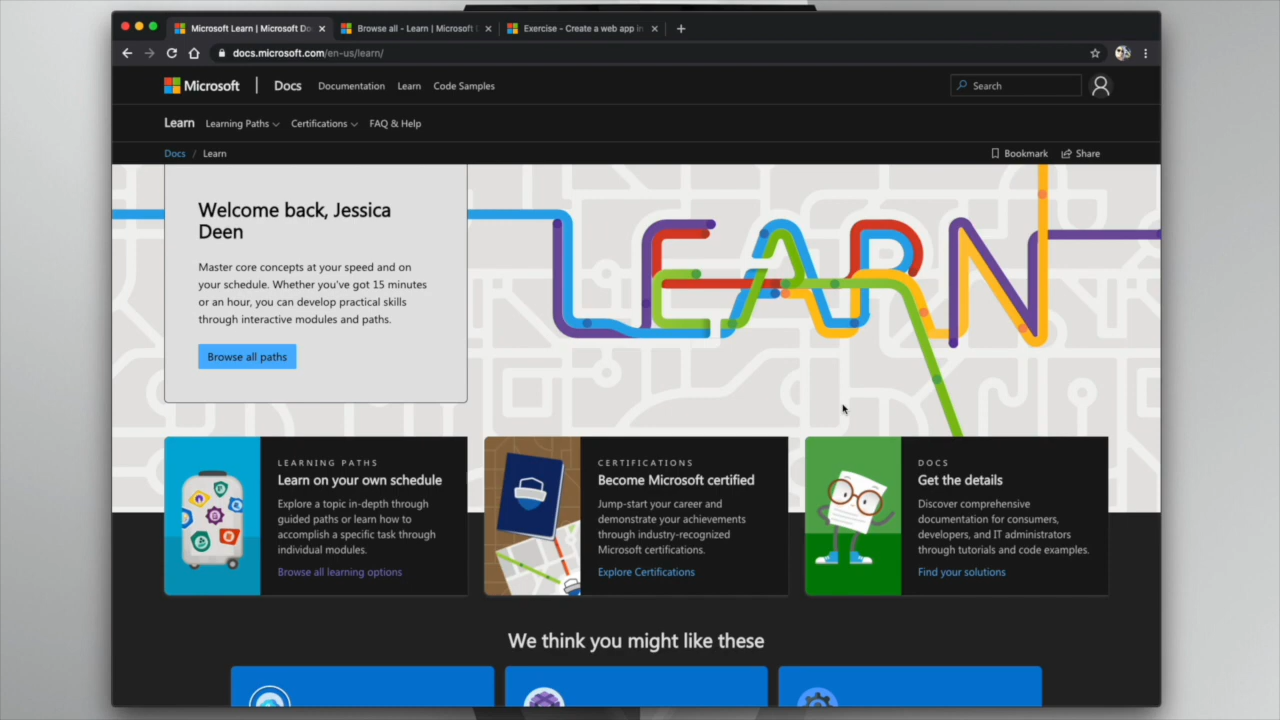 Microsoft Learn | Microsoft Do
Browse all - Learn | Microsoft
Exercise - Create a web app in
docs.microsoft.com/en-us/learn/
Microsoft | Docs Documentation Learn Code Samples Search
Learn Learning Paths Certifications FAQ & Help
Docs / Learn Bookmark Share
Welcome back, Jessica
Deen
Master core concepts at your speed and on
your schedule. Whether you've got 15 minutes
or an hour, you can develop practical skills
through interactive modules and paths.
Browse all paths
LEARN
LEARNING PATHS
Learn on your own schedule
Explore a topic in-depth through
guided paths or learn how to
accomplish a specific task through
individual modules.
Browse all learning options
CERTIFICATIONS
Become Microsoft certified
Jump-start your career and
demonstrate your achievements
through industry-recognized
Microsoft certifications.
Explore Certifications
DOCS
Get the details
Discover comprehensive
documentation for consumers,
developers, and IT administrators
through tutorials and code examples.
Find your solutions
We think you might like these